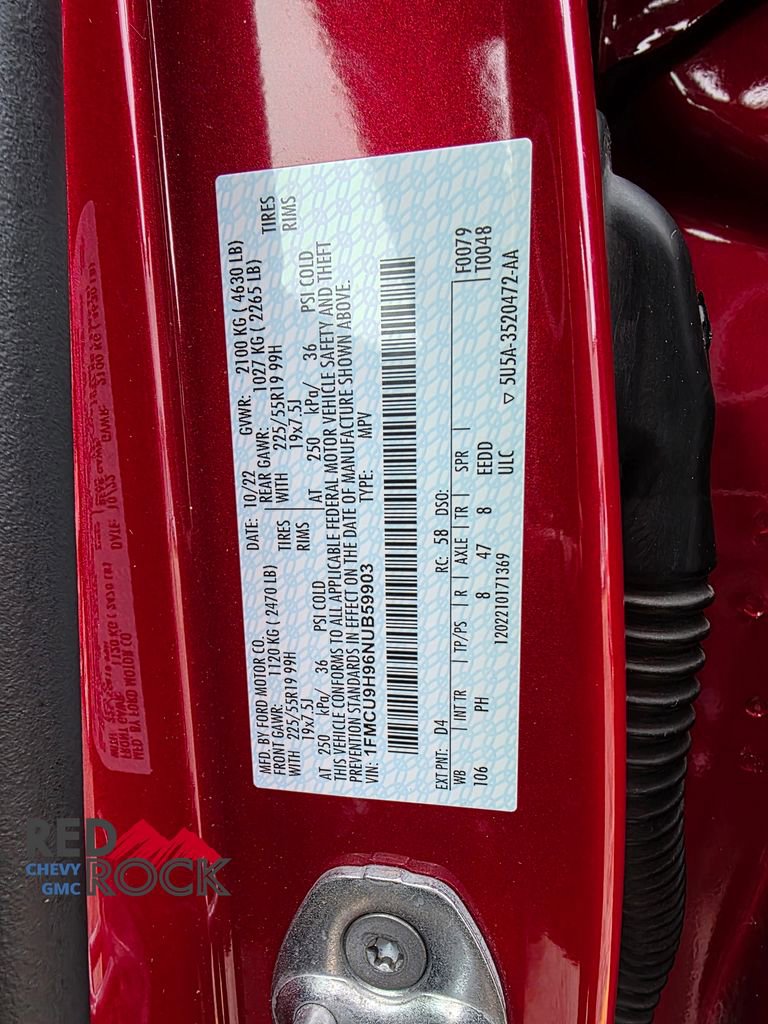 MFD. BY FORD MOTOR CO.
DATE: 10/22 GVWR: 2100 KG ( 4630 LB)
FRONT GAWR: 1120 KG ( 2470 LB) REAR GAWR: 1027 KG ( 2265 LB)
WITH 225/55R19 99H TIRES WITH 225/55R19 99H TIRES
19x7.5J RIMS 19x7.5J RIMS
AT 250 kPa/ 36 PSI COLD AT 250 kPa/ 36 PSI COLD
THIS VEHICLE CONFORMS TO ALL APPLICABLE FEDERAL MOTOR VEHICLE SAFETY AND THEFT
PREVENTION STANDARDS IN EFFECT ON THE DATE OF MANUFACTURE SHOWN ABOVE.
VIN: 1FMCU9H96NUB59903 TYPE: MPV
EXT PNT: D4 RC: 58 DSO: F0079
WB INT TR TP/PS R AXLE TR SPR T0048
106 PH 8 47 8 EEDD
1202210171369 ULC ▽ 5U5A-3520472-AA
RED
CHEVY
GMC
ROCK